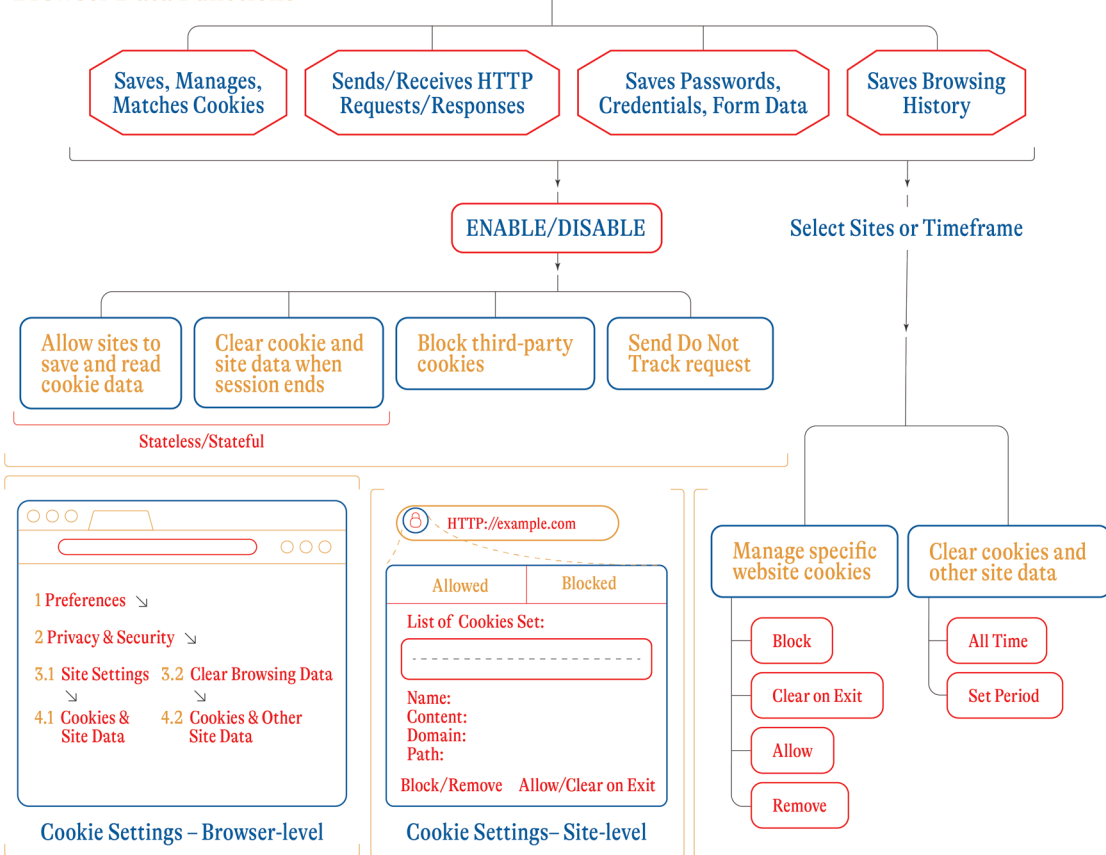 Saves, Manages,
Matches Cookies
Sends/Receives HTTP
Requests/Responses
Saves Passwords,
Credentials, Form Data
Saves Browsing
History
ENABLE/DISABLE
Select Sites or Timeframe
Allow sites to
save and read
cookie data
Clear cookie and
site data when
session ends
Block third-party
cookies
Send Do Not
Track request
Stateless/Stateful
1 Preferences
2 Privacy & Security
3.1 Site Settings
3.2 Clear Browsing Data
4.1 Cookies &
Site Data
4.2 Cookies & Other
Site Data
Cookie Settings – Browser-level
HTTP://example.com
Allowed
Blocked
List of Cookies Set:
Name:
Content:
Domain:
Path:
Block/Remove
Allow/Clear on Exit
Cookie Settings– Site-level
Manage specific
website cookies
Block
Clear on Exit
Allow
Remove
Clear cookies and
other site data
All Time
Set Period